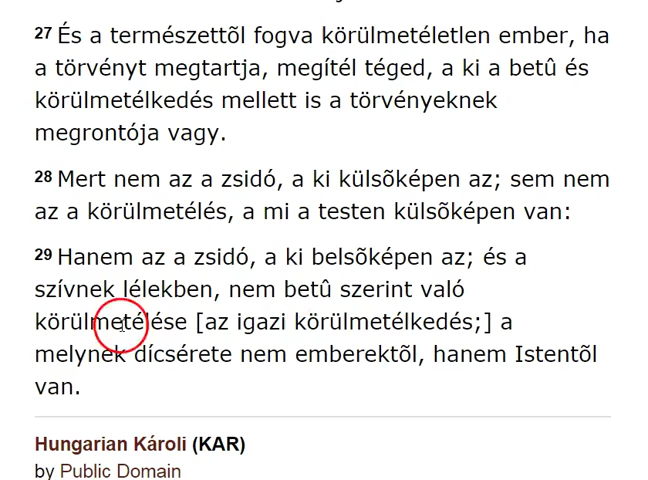 27 És a természettõl fogva körülmetéletlen ember, ha
a törvényt megtartja, megítél téged, a ki a betû és
körülmetélkedés mellett is a törvényeknek
megrontója vagy.
28 Mert nem az a zsidó, a ki külsõképen az; sem nem
az a körülmetélés, a mi a testen külsõképen van:
29 Hanem az a zsidó, a ki belsõképen az; és a
szívnek lélekben, nem betû szerint való
körülmetélése [az igazi körülmetélkedés;] a
melynek dícsérete nem emberektõl, hanem Istentõl
van.
Hungarian Károli (KAR)
by Public Domain